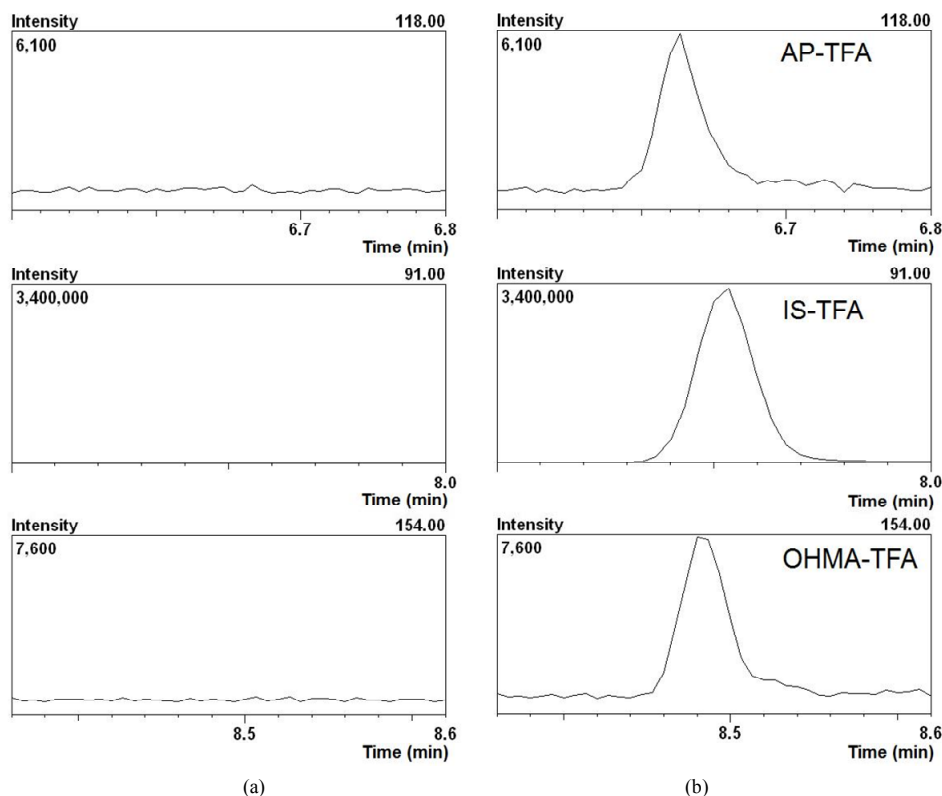 Intensity 118.00
6,100
6.7 6.8
Time (min)
Intensity 91.00
3,400,000
8.0
Time (min)
Intensity 154.00
7,600
8.5 8.6
Time (min)
(a)
Intensity 118.00
6,100 AP-TFA
6.7 6.8
Time (min)
Intensity 91.00
3,400,000 IS-TFA
8.0
Time (min)
Intensity 154.00
7,600 OHMA-TFA
8.5 8.6
Time (min)
(b)